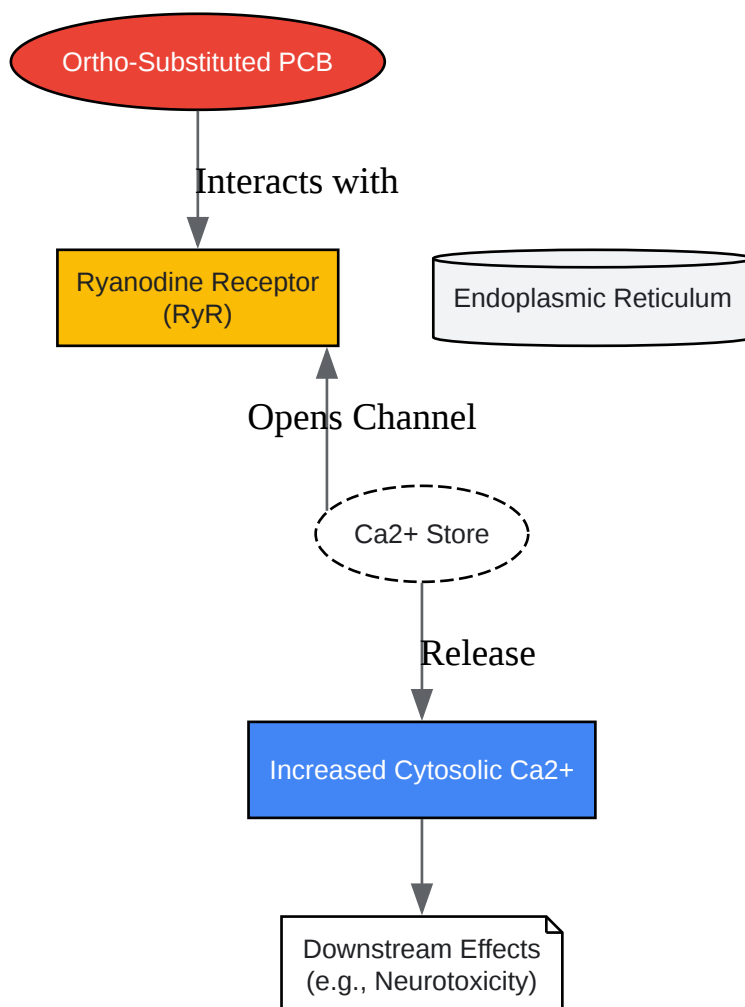 Ortho-Substituted PCB
Interacts with
Ryanodine Receptor
(RyR)
Endoplasmic Reticulum
Opens Channel
Ca2+ Store
Release
Increased Cytosolic Ca2+
Downstream Effects
(e.g., Neurotoxicity)